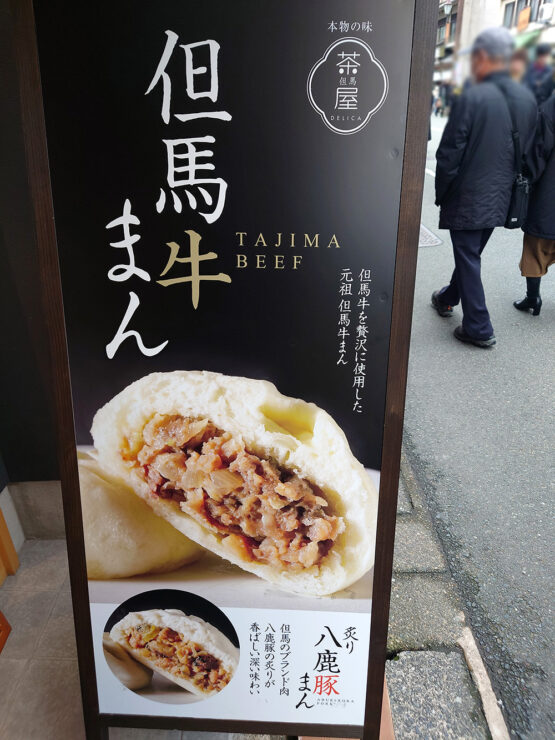 本物の味
茶屋
但馬
DELICA
但馬牛
まん
TAJIMA
BEEF
但馬牛を贅沢に使用した
元祖 但馬牛まん
炙り
八鹿豚
まん
但馬のブランド肉
八鹿豚の炙りが
香ばしい深い味わい